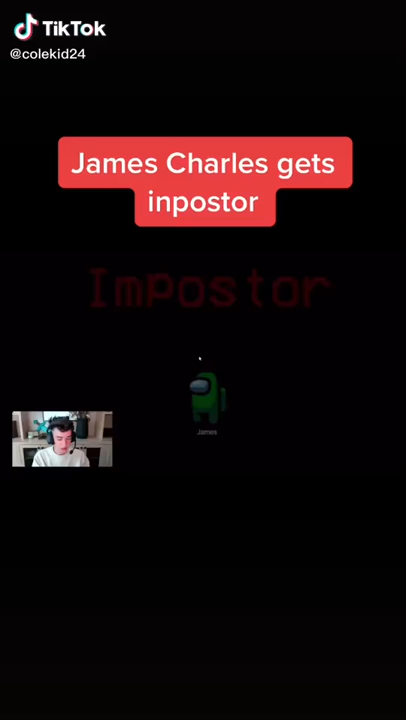 TikTok
@colekid24
James Charles gets
inpostor
Impostor
James